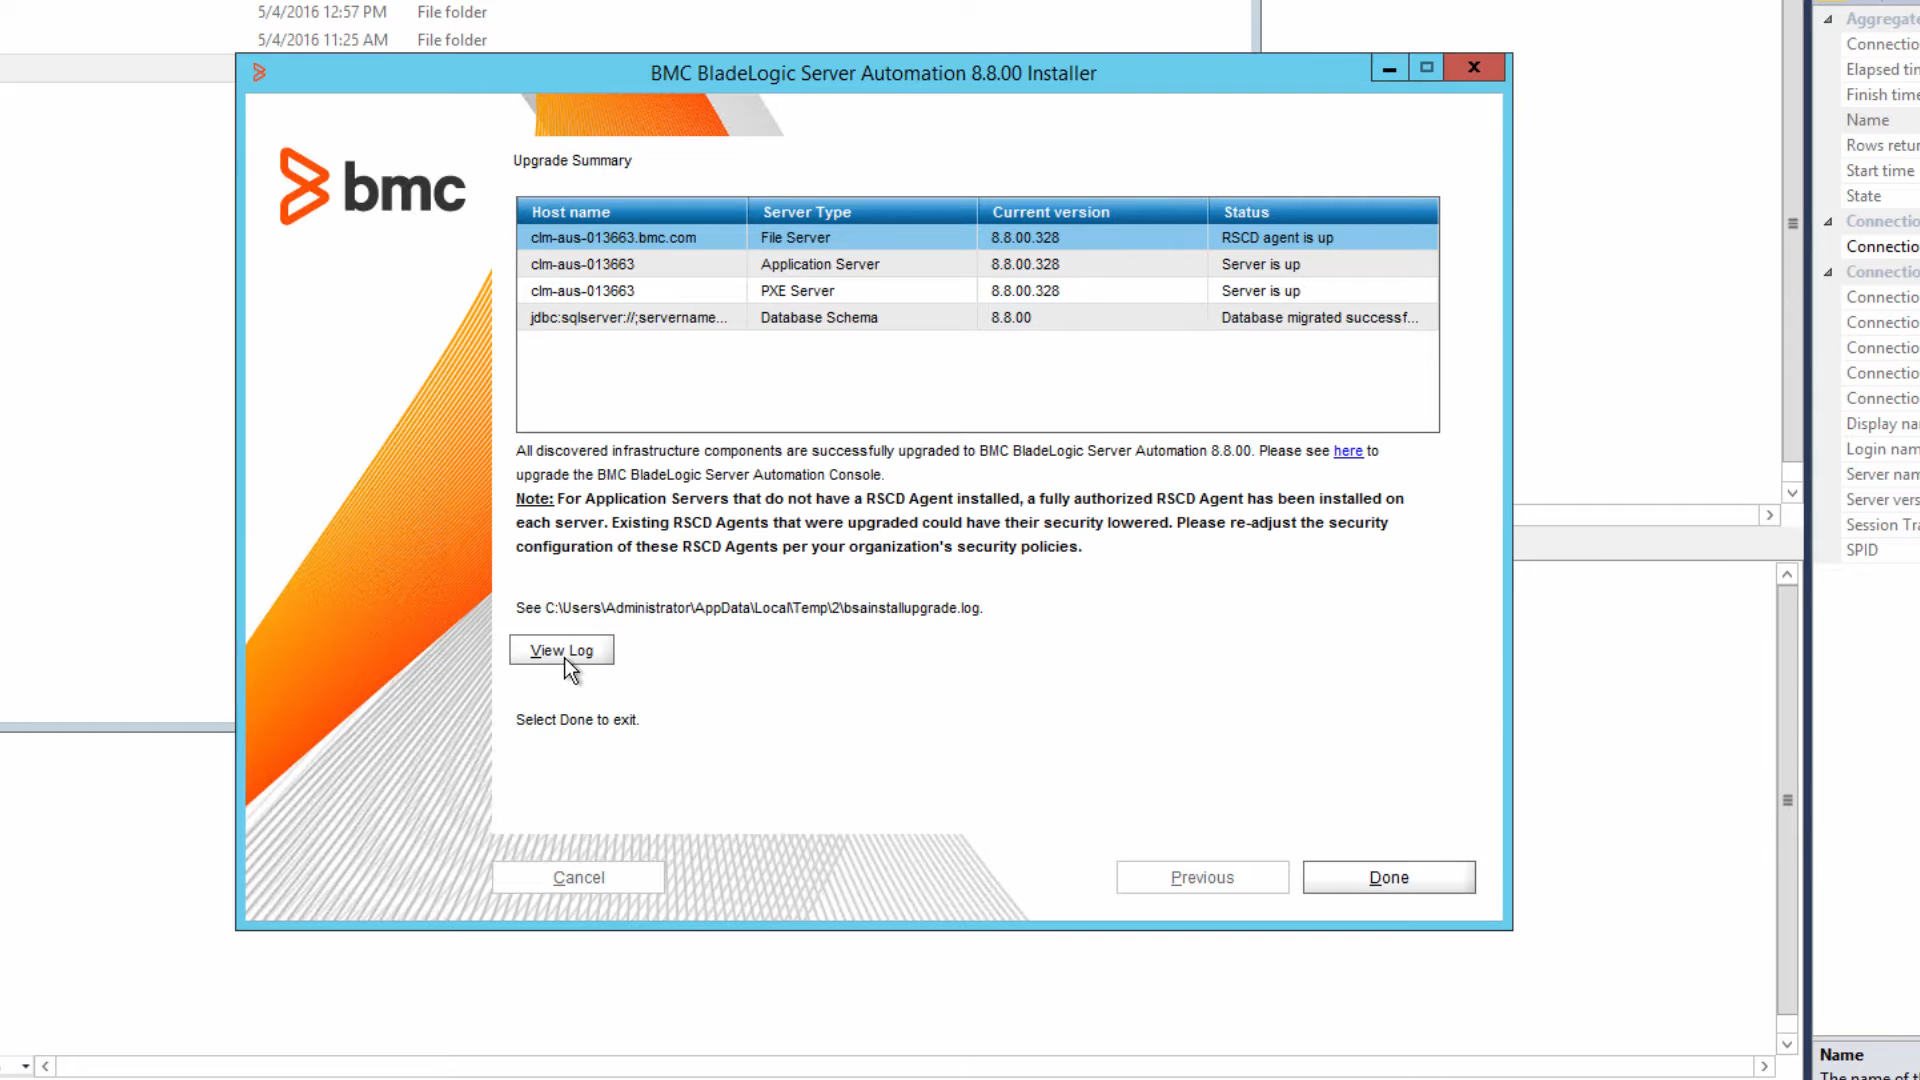 5/4/2016 12:57 PM File folder
5/4/2016 11:25 AM File folder
BMC BladeLogic Server Automation 8.8.00 Installer
bmc
Upgrade Summary
Host name Server Type Current version Status
clm-aus-013663.bmc.com File Server 8.8.00.328 RSCD agent is up
clm-aus-013663 Application Server 8.8.00.328 Server is up
clm-aus-013663 PXE Server 8.8.00.328 Server is up
jdbc:sqlserver://;servername... Database Schema 8.8.00 Database migrated successf...
All discovered infrastructure components are successfully upgraded to BMC BladeLogic Server Automation 8.8.00. Please see here to
upgrade the BMC BladeLogic Server Automation Console.
Note: For Application Servers that do not have a RSCD Agent installed, a fully authorized RSCD Agent has been installed on
each server. Existing RSCD Agents that were upgraded could have their security lowered. Please re-adjust the security
configuration of these RSCD Agents per your organization's security policies.
See C:\Users\Administrator\AppData\Local\Temp\2\bsainstallupgrade.log.
View Log
Select Done to exit.
Cancel
Previous
Done
Aggregate
Connectio
Elapsed tin
Finish time
Name
Rows retur
Start time
State
Connectio
Connectio
Connectio
Connectio
Connectio
Connectio
Connectio
Connectio
Display na
Login nam
Server nan
Server vers
Session Tra
SPID
Name
The name of th